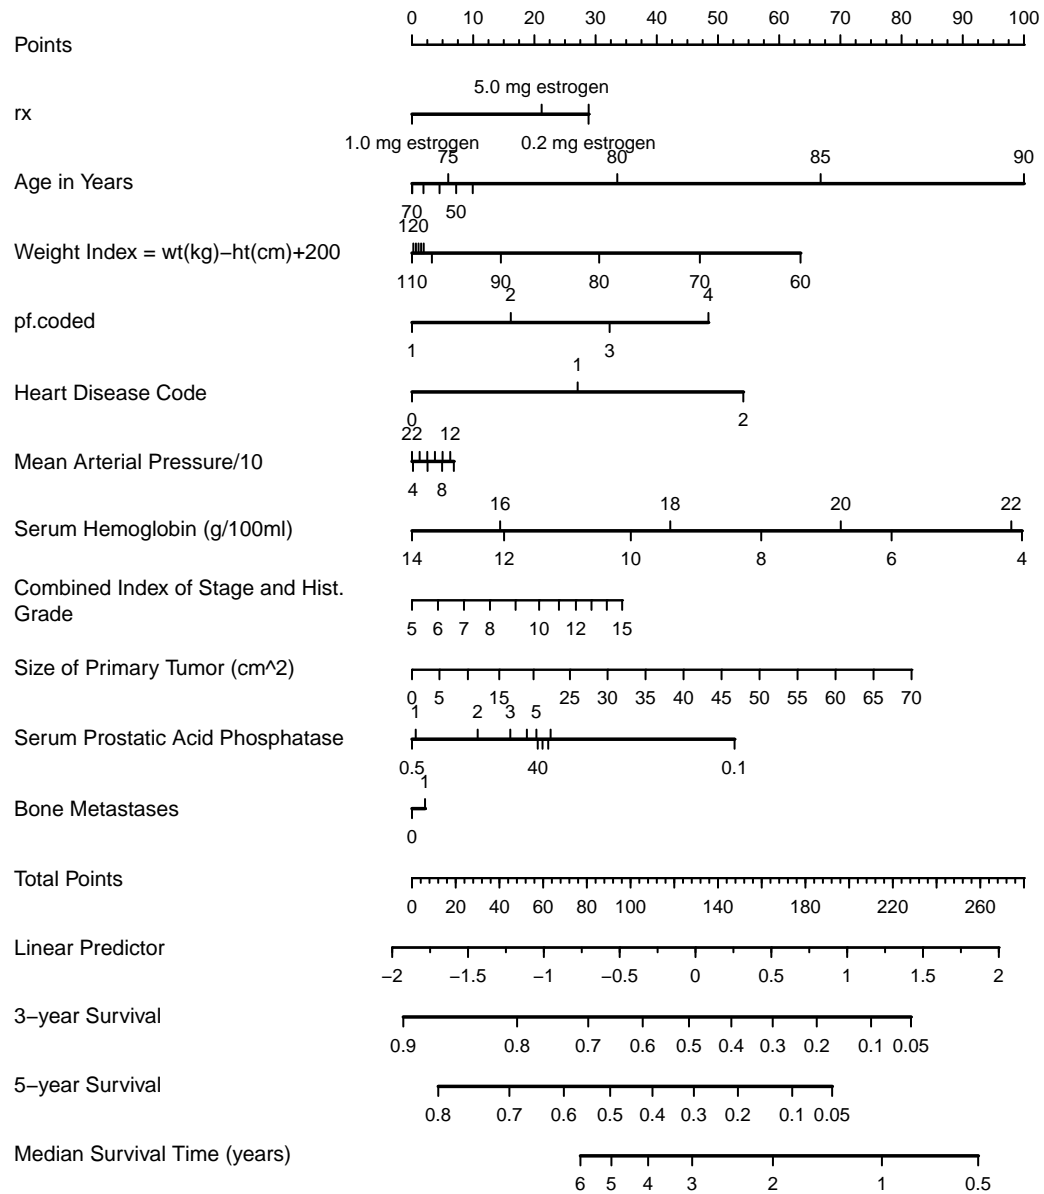 0 10 20 30 40 50 60 70 80 90 100
Points
5.0 mg estrogen
rx
1.0 mg estrogen 0.2 mg estrogen
75 80 85 90
Age in Years
70 50
120
Weight Index = wt(kg)−ht(cm)+200
110 90 80 70 60
2 4
pf.coded
1 3
1
Heart Disease Code
0 2
22 12
Mean Arterial Pressure/10
4 8
16 18 20 22
Serum Hemoglobin (g/100ml)
14 12 10 8 6 4
Combined Index of Stage and Hist.
Grade
5 6 7 8 10 12 15
Size of Primary Tumor (cm^2)
0 5 15 25 30 35 40 45 50 55 60 65 70
1 2 3 5
Serum Prostatic Acid Phosphatase
0.5 40 0.1
1
Bone Metastases
0
Total Points
0 20 40 60 80 100 140 180 220 260
Linear Predictor
−2 −1.5 −1 −0.5 0 0.5 1 1.5 2
3−year Survival
0.9 0.8 0.7 0.6 0.5 0.4 0.3 0.2 0.1 0.05
5−year Survival
0.8 0.7 0.6 0.5 0.4 0.3 0.2 0.1 0.05
Median Survival Time (years)
6 5 4 3 2 1 0.5